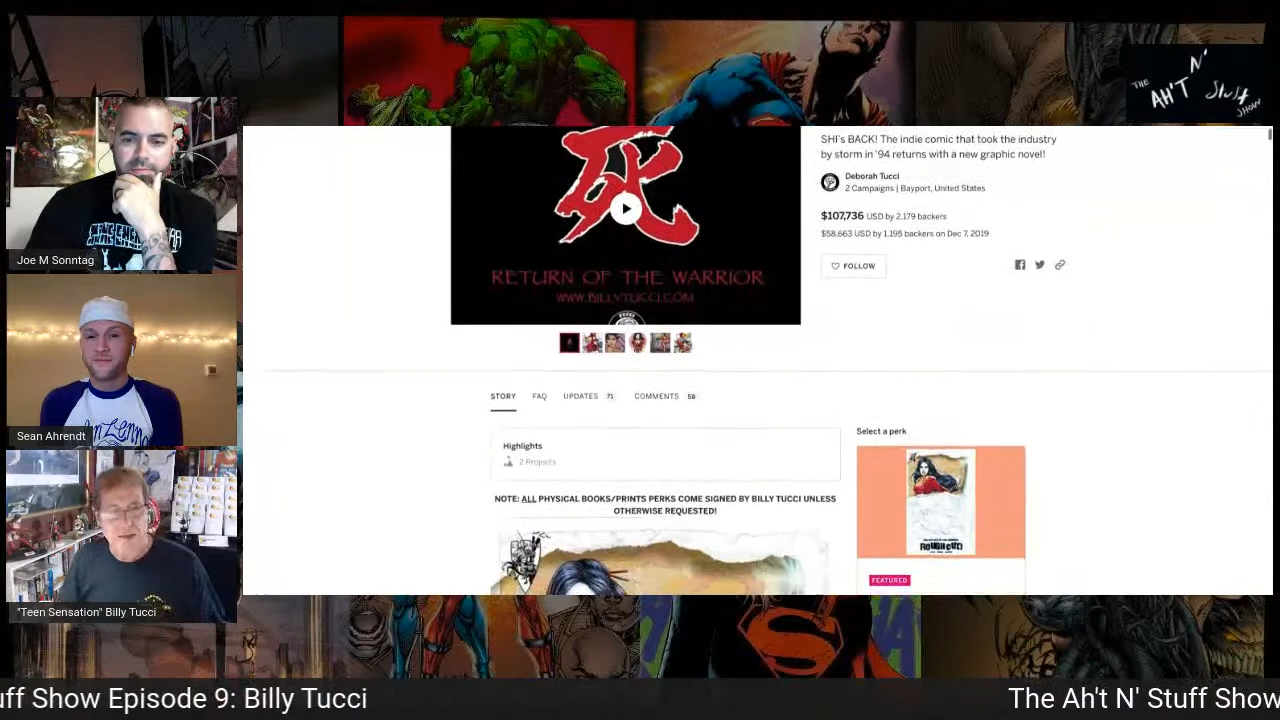 THE
AH'T
N'
Stuff
SHOW
死
RETURN OF THE WARRIOR
WWW.BILLYTUCCI.COM
SHI's BACK! The indie comic that took the industry
by storm in '94 returns with a new graphic novel!
Deborah Tucci
2 Campaigns | Bayport, United States
$107,736 USD by 2,179 backers
$58,663 USD by 1,195 backers on Dec 7, 2019
FOLLOW
STORY FAQ UPDATES 71 COMMENTS 56
Highlights
2 Projects
NOTE: ALL PHYSICAL BOOKS/PRINTS PERKS COME SIGNED BY BILLY TUCCI UNLESS
OTHERWISE REQUESTED!
Select a perk
ROUGH CUT!
FEATURED
Joe M Sonntag
Sean Ahrendt
"Teen Sensation" Billy Tucci
uff Show Episode 9: Billy Tucci
The Ah't N' Stuff Show